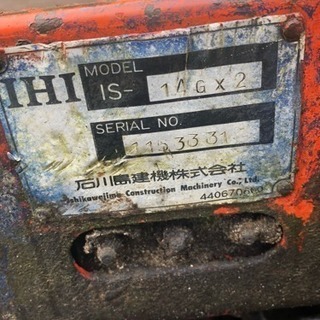 IHI
MODEL
IS- 14GX2
SERIAL NO.
石川島建機株式会社
Ishikawajima Construction Machinery Co., Ltd.